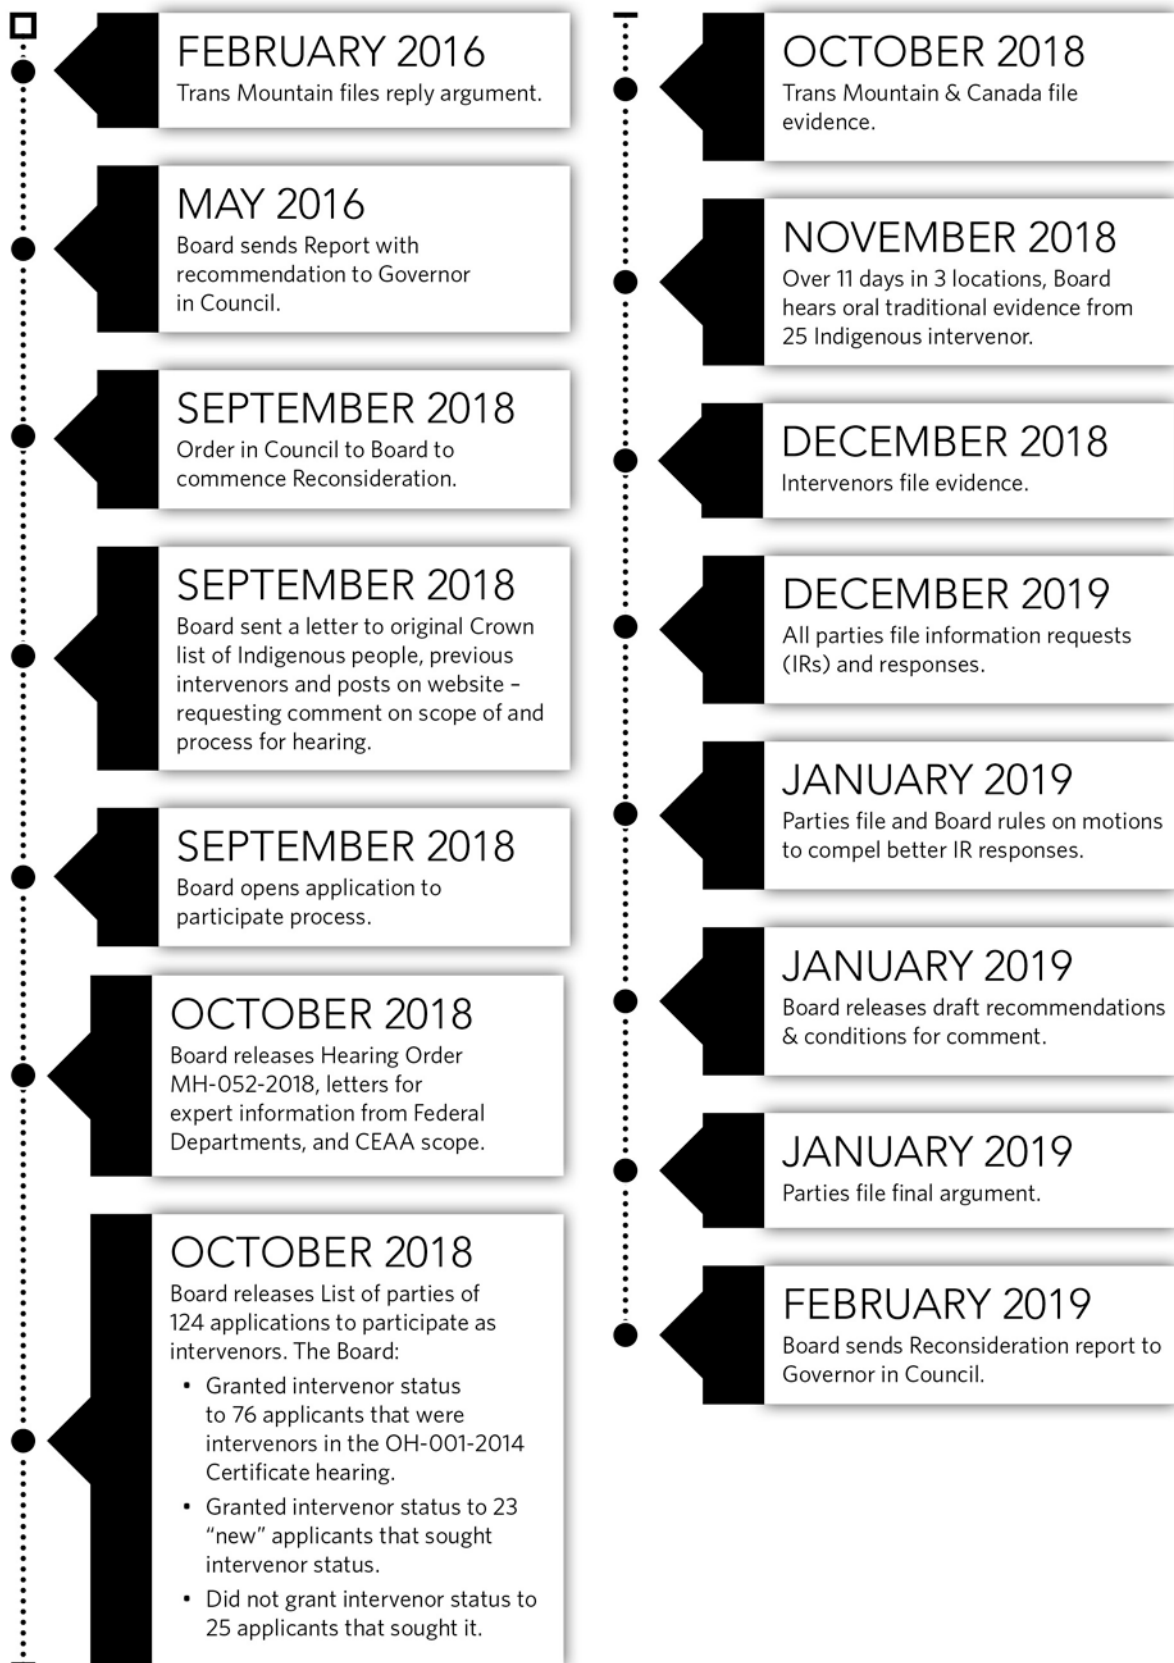 FEBRUARY 2016
Trans Mountain files reply argument.
MAY 2016
Board sends Report with
recommendation to Governor
in Council.
SEPTEMBER 2018
Order in Council to Board to
commence Reconsideration.
SEPTEMBER 2018
Board sent a letter to original Crown
list of Indigenous people, previous
intervenors and posts on website –
requesting comment on scope of and
process for hearing.
SEPTEMBER 2018
Board opens application to
participate process.
OCTOBER 2018
Board releases Hearing Order
MH-052-2018, letters for
expert information from Federal
Departments, and CEAA scope.
OCTOBER 2018
Board releases List of parties of
124 applications to participate as
intervenors. The Board:
• Granted intervenor status
to 76 applicants that were
intervenors in the OH-001-2014
Certificate hearing.
• Granted intervenor status to 23
“new” applicants that sought
intervenor status.
• Did not grant intervenor status to
25 applicants that sought it.
OCTOBER 2018
Trans Mountain & Canada file
evidence.
NOVEMBER 2018
Over 11 days in 3 locations, Board
hears oral traditional evidence from
25 Indigenous intervenor.
DECEMBER 2018
Intervenors file evidence.
DECEMBER 2019
All parties file information requests
(IRs) and responses.
JANUARY 2019
Parties file and Board rules on motions
to compel better IR responses.
JANUARY 2019
Board releases draft recommendations
& conditions for comment.
JANUARY 2019
Parties file final argument.
FEBRUARY 2019
Board sends Reconsideration report to
Governor in Council.